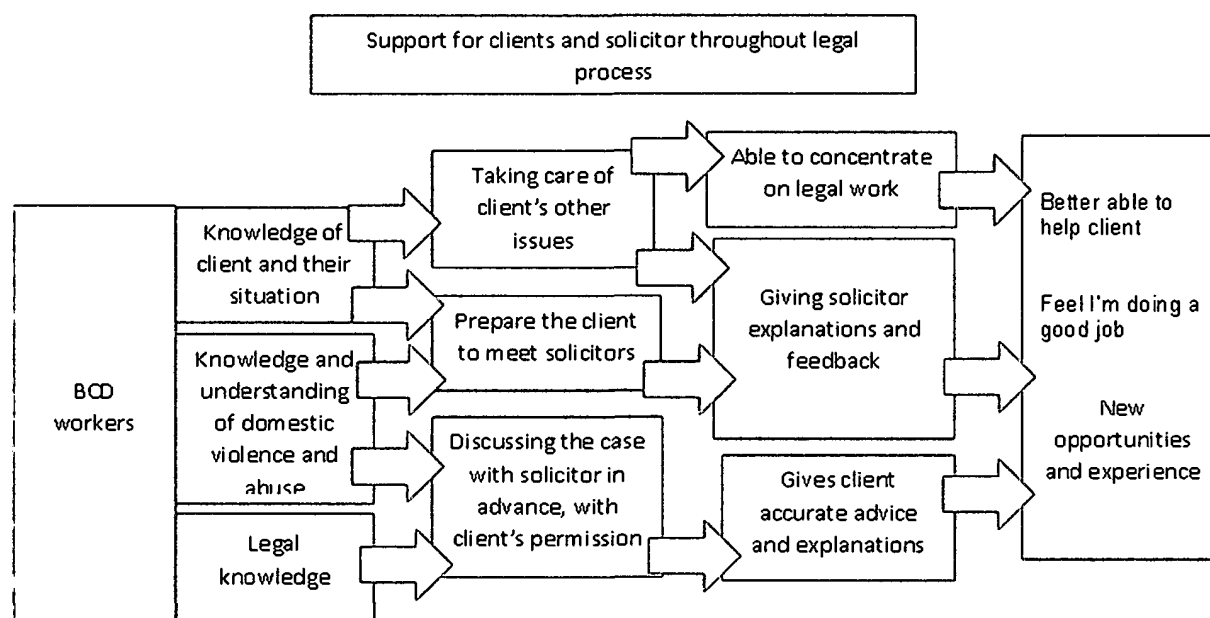 Support for clients and solicitor throughout legal
process
BCD
workers
Knowledge of
client and their
situation
Knowledge and
understanding
of domestic
violence and
abuse
Legal
knowledge
Taking care of
client's other
issues
Prepare the client
to meet solicitors
Discussing the case
with solicitor in
advance, with
client's permission
Able to concentrate
on legal work
Giving solicitor
explanations and
feedback
Gives client
accurate advice
and explanations
Better able to
help client
Feel I'm doing a
good job
New
opportunities
and experience